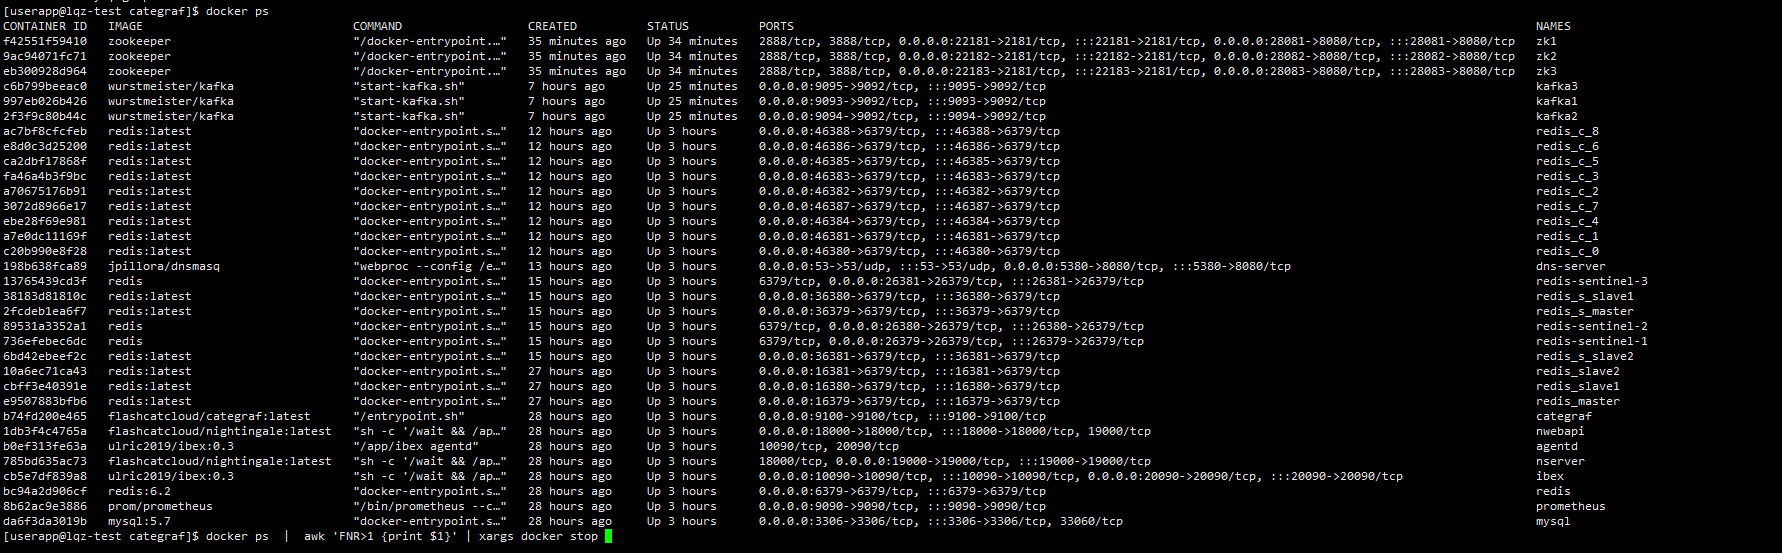 [userapp@lqz-test categraf]$ docker ps
CONTAINER ID   IMAGE                             COMMAND                  CREATED          STATUS          PORTS                                                                                                        NAMES
f42551f59410   zookeeper                         "/docker-entrypoint.…"   35 minutes ago   Up 34 minutes   2888/tcp, 3888/tcp, 0.0.0.0:22181->2181/tcp, :::22181->2181/tcp, 0.0.0.0:28081->8080/tcp, :::28081->8080/tcp   zk1
9ac94071fc71   zookeeper                         "/docker-entrypoint.…"   35 minutes ago   Up 34 minutes   2888/tcp, 3888/tcp, 0.0.0.0:22182->2181/tcp, :::22182->2181/tcp, 0.0.0.0:28082->8080/tcp, :::28082->8080/tcp   zk2
eb300928d964   zookeeper                         "/docker-entrypoint.…"   35 minutes ago   Up 34 minutes   2888/tcp, 3888/tcp, 0.0.0.0:22183->2181/tcp, :::22183->2181/tcp, 0.0.0.0:28083->8080/tcp, :::28083->8080/tcp   zk3
c6b799beeac0   wurstmeister/kafka                "start-kafka.sh"         7 hours ago      Up 25 minutes   0.0.0.0:9095->9092/tcp, :::9095->9092/tcp   kafka3
997eb026b426   wurstmeister/kafka                "start-kafka.sh"         7 hours ago      Up 25 minutes   0.0.0.0:9093->9092/tcp, :::9093->9092/tcp   kafka1
2f3f9c80b44c   wurstmeister/kafka                "start-kafka.sh"         7 hours ago      Up 25 minutes   0.0.0.0:9094->9092/tcp, :::9094->9092/tcp   kafka2
ac7bf8cfcfeb   redis:latest                      "docker-entrypoint.s…"   12 hours ago     Up 3 hours      0.0.0.0:46388->6379/tcp, :::46388->6379/tcp   redis_c_8
e8d0c3d25200   redis:latest                      "docker-entrypoint.s…"   12 hours ago     Up 3 hours      0.0.0.0:46386->6379/tcp, :::46386->6379/tcp   redis_c_6
ca2dbf17868f   redis:latest                      "docker-entrypoint.s…"   12 hours ago     Up 3 hours      0.0.0.0:46385->6379/tcp, :::46385->6379/tcp   redis_c_5
fa46a4b3f9bc   redis:latest                      "docker-entrypoint.s…"   12 hours ago     Up 3 hours      0.0.0.0:46383->6379/tcp, :::46383->6379/tcp   redis_c_3
a70675176b91   redis:latest                      "docker-entrypoint.s…"   12 hours ago     Up 3 hours      0.0.0.0:46382->6379/tcp, :::46382->6379/tcp   redis_c_2
3072d8966e17   redis:latest                      "docker-entrypoint.s…"   12 hours ago     Up 3 hours      0.0.0.0:46387->6379/tcp, :::46387->6379/tcp   redis_c_7
ebe28f69e981   redis:latest                      "docker-entrypoint.s…"   12 hours ago     Up 3 hours      0.0.0.0:46384->6379/tcp, :::46384->6379/tcp   redis_c_4
a7e0dc11169f   redis:latest                      "docker-entrypoint.s…"   12 hours ago     Up 3 hours      0.0.0.0:46381->6379/tcp, :::46381->6379/tcp   redis_c_1
c20b990e8f28   redis:latest                      "docker-entrypoint.s…"   12 hours ago     Up 3 hours      0.0.0.0:46380->6379/tcp, :::46380->6379/tcp   redis_c_0
198b638fca89   jpillora/dnsmasq                  "webproc --config /e…"   13 hours ago     Up 3 hours      0.0.0.0:53->53/udp, :::53->53/udp, 0.0.0.0:5380->8080/tcp, :::5380->8080/tcp   dns-server
13765439cd3f   redis                             "docker-entrypoint.s…"   15 hours ago     Up 3 hours      6379/tcp, 0.0.0.0:26381->26379/tcp, :::26381->26379/tcp   redis-sentinel-3
38183d81810c   redis:latest                      "docker-entrypoint.s…"   15 hours ago     Up 3 hours      0.0.0.0:36380->6379/tcp, :::36380->6379/tcp   redis_s_slave1
2fcdeb1ea6f7   redis:latest                      "docker-entrypoint.s…"   15 hours ago     Up 3 hours      0.0.0.0:36379->6379/tcp, :::36379->6379/tcp   redis_s_master
89531a3352a1   redis                             "docker-entrypoint.s…"   15 hours ago     Up 3 hours      6379/tcp, 0.0.0.0:26380->26379/tcp, :::26380->26379/tcp   redis-sentinel-2
736efebec6dc   redis                             "docker-entrypoint.s…"   15 hours ago     Up 3 hours      6379/tcp, 0.0.0.0:26379->26379/tcp, :::26379->26379/tcp   redis-sentinel-1
6bd42ebeef2c   redis:latest                      "docker-entrypoint.s…"   15 hours ago     Up 3 hours      0.0.0.0:36381->6379/tcp, :::36381->6379/tcp   redis_s_slave2
10a6ec71ca43   redis:latest                      "docker-entrypoint.s…"   27 hours ago     Up 3 hours      0.0.0.0:16381->6379/tcp, :::16381->6379/tcp   redis_slave2
cbff3e40391e   redis:latest                      "docker-entrypoint.s…"   27 hours ago     Up 3 hours      0.0.0.0:16380->6379/tcp, :::16380->6379/tcp   redis_slave1
e9507883bfb6   redis:latest                      "docker-entrypoint.s…"   27 hours ago     Up 3 hours      0.0.0.0:16379->6379/tcp, :::16379->6379/tcp   redis_master
b74fd200e465   flashcatcloud/categraf:latest     "/entrypoint.sh"         28 hours ago     Up 3 hours      0.0.0.0:9100->9100/tcp, :::9100->9100/tcp   categraf
1db3f4c4765a   flashcatcloud/nightingale:latest   "sh -c '/wait && /ap…"   28 hours ago     Up 3 hours      0.0.0.0:18000->18000/tcp, :::18000->18000/tcp, 19000/tcp   nwebapi
b0ef313fe63a   ulric2019/ibex:0.3                "/app/ibex agentd"       28 hours ago     Up 3 hours      10090/tcp, 20090/tcp   agentd
785bd635ac73   flashcatcloud/nightingale:latest   "sh -c '/wait && /ap…"   28 hours ago     Up 3 hours      18000/tcp, 0.0.0.0:19000->19000/tcp, :::19000->19000/tcp   nserver
cb5e7df839a8   ulric2019/ibex:0.3                "sh -c '/wait && /ap…"   28 hours ago     Up 3 hours      0.0.0.0:10090->10090/tcp, :::10090->10090/tcp, 0.0.0.0:20090->20090/tcp, :::20090->20090/tcp   ibex
bc94a2d906cf   redis:6.2                         "docker-entrypoint.s…"   28 hours ago     Up 3 hours      0.0.0.0:6379->6379/tcp, :::6379->6379/tcp   redis
8b62ac9e3886   prom/prometheus                   "/bin/prometheus --c…"   28 hours ago     Up 3 hours      0.0.0.0:9090->9090/tcp, :::9090->9090/tcp   prometheus
da6f3da3019b   mysql:5.7                         "docker-entrypoint.s…"   28 hours ago     Up 3 hours      0.0.0.0:3306->3306/tcp, :::3306->3306/tcp, 33060/tcp   mysql
[userapp@lqz-test categraf]$ docker ps  |  awk 'FNR>1 {print $1}' | xargs docker stop